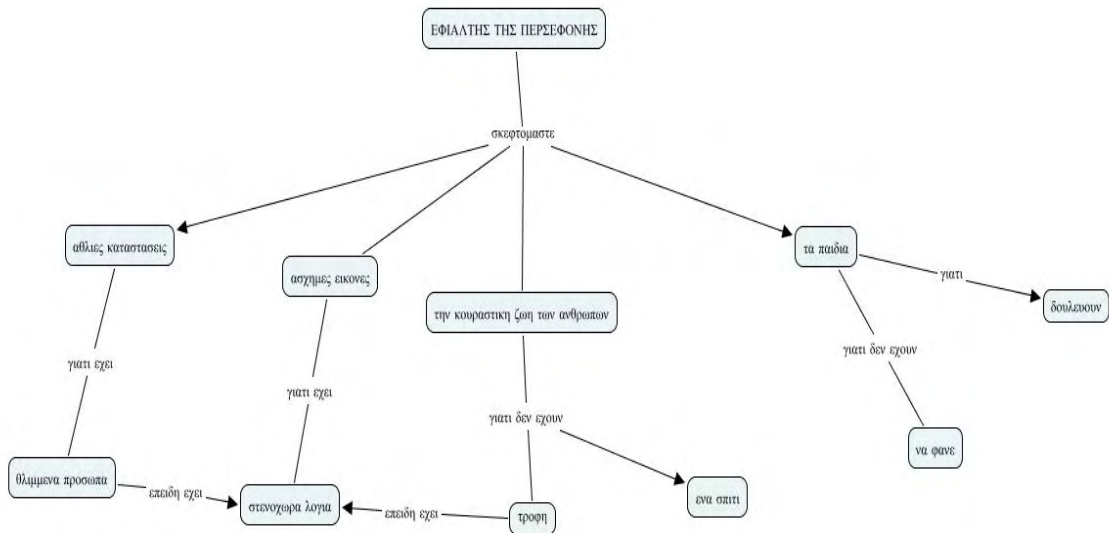 ΕΦΙΑΛΤΗΣ ΤΗΣ ΠΕΡΣΕΦΟΝΗΣ
σκεφτομαστε
αθλιες καταστασεις
ασχημες εικονες
την κουραστικη ζωη των ανθρωπων
τα παιδια
γιατι
δουλευουν
γιατι εχει
γιατι εχει
γιατι δεν εχουν
γιατι δεν εχουν
να φανε
θλιμμενα προσωπα
επειδη εχει
στενοχωρα λογια
επειδη εχει
τροφη
ενα σπιτι